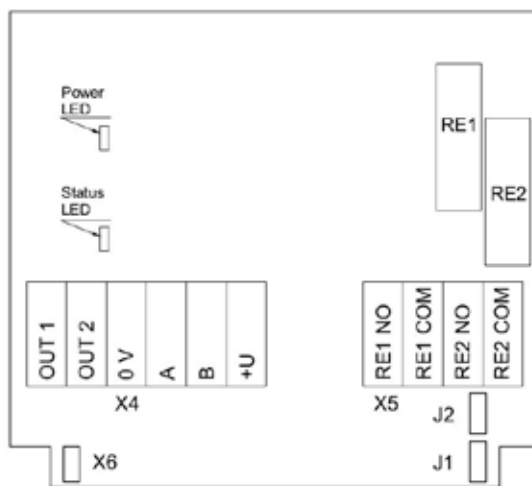 Power
LED
RE1
RE2
Status
LED
OUT 1
OUT 2
0 V
A
B
+U
RE1 NO
RE1 COM
RE2 NO
RE2 COM
X4
X5
J2
X6
J1